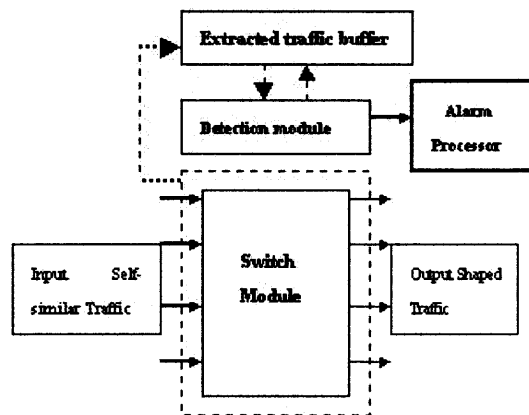 Extracted traffic buffer
Detection module
Alarm
Processor
Switch
Module
Input Self-
similar Traffic
Output Shaped
Traffic